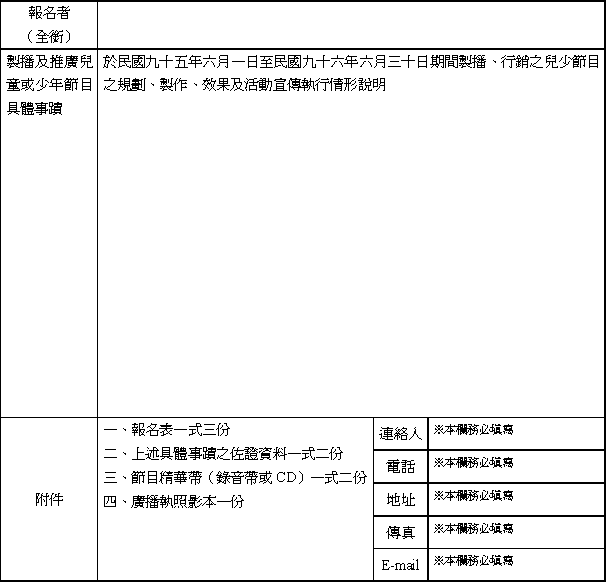 報名者
（全銜）
製播及推廣兒
童或少年節目
具體事蹟
於民國九十五年六月一日至民國九十六年六月三十日期間製播、行銷之兒少節目
之規劃、製作、效果及活動宣傳執行情形說明
附件
一、報名表一式三份
二、上述具體事蹟之佐證資料一式二份
三、節目精華帶（錄音帶或CD）一式二份
四、廣播執照影本一份
連絡人
※本欄務必填寫
電話
※本欄務必填寫
地址
※本欄務必填寫
傳真
※本欄務必填寫
E-mail
※本欄務必填寫